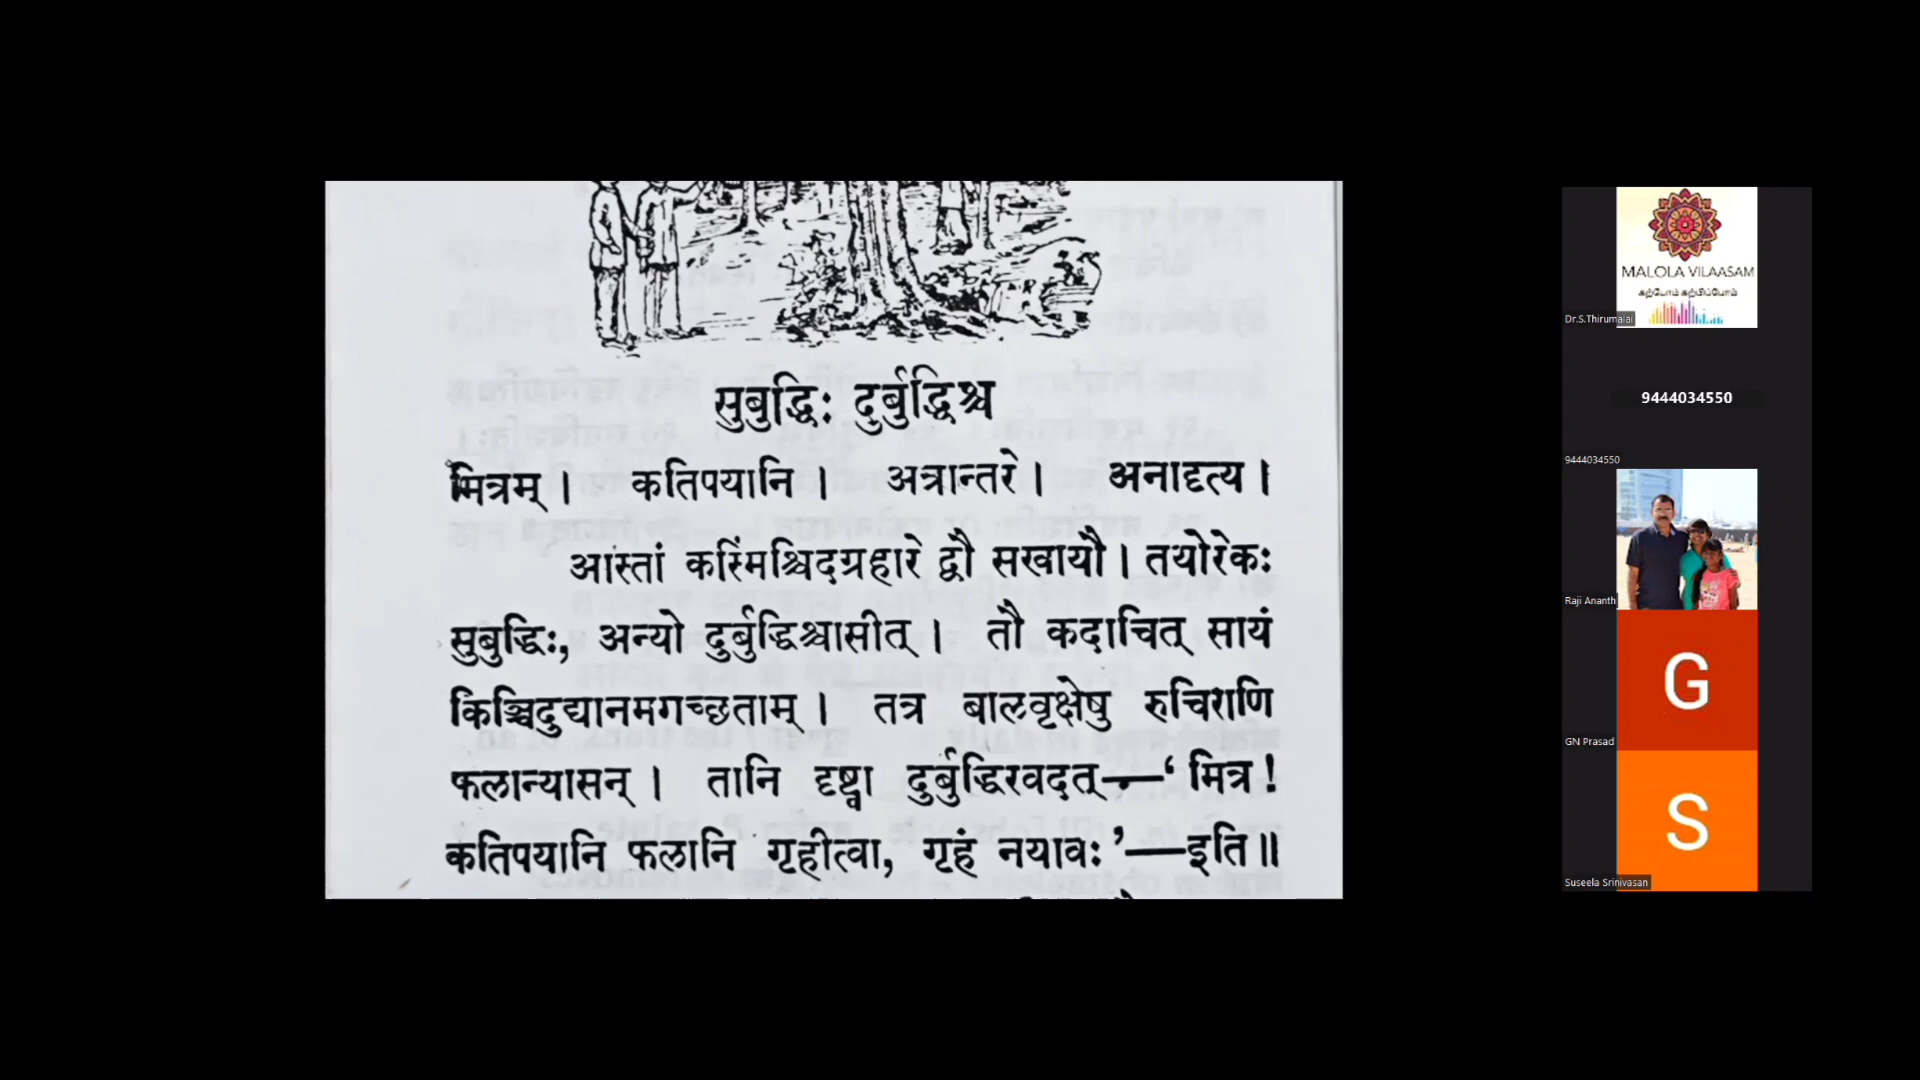 सुबुद्धिः दुर्बुद्धिश्च
मित्रम् । कतिपयानि । अत्रान्तरे । अनादृत्य ।
आस्तां कस्मिंश्चिदग्रहारे द्वौ सखायौ । तयोरेकः
सुबुद्धिः, अन्यो दुर्बुद्धिश्चासीत् । तौ कदाचित् सायं
किञ्चिदुद्यानमगच्छताम् । तत्र बालवृक्षेषु रुचिराणि
फलान्यासन् । तानि दृष्ट्वा दुर्बुद्धिरवदत्—‘ मित्र !
कतिपयानि फलानि गृहीत्वा, गृहं नयावः ’—इति ॥
MALOLA VILAASAM
கற்போம் கற்பிப்போம்
Dr.S.Thirumalai
9444034550
9444034550
Raji Ananth
G
GN Prasad
S
Suseela Srinivasan